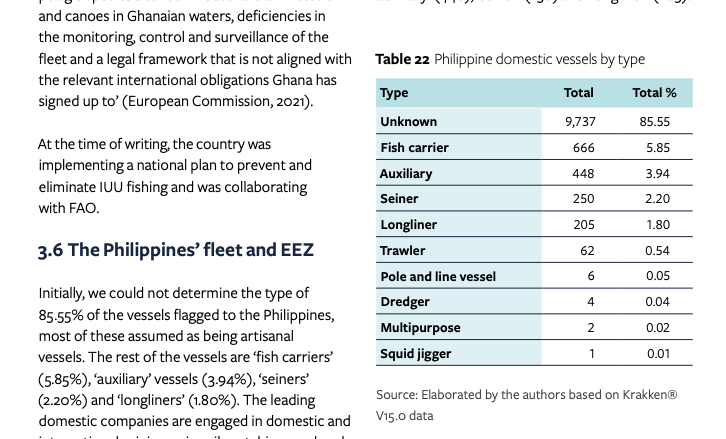 and canoes in Ghanaian waters, deficiencies in
the monitoring, control and surveillance of the
fleet and a legal framework that is not aligned with
the relevant international obligations Ghana has
signed up to’ (European Commission, 2021).
At the time of writing, the country was
implementing a national plan to prevent and
eliminate IUU fishing and was collaborating
with FAO.
3.6 The Philippines’ fleet and EEZ
Initially, we could not determine the type of
85.55% of the vessels flagged to the Philippines,
most of these assumed as being artisanal
vessels. The rest of the vessels are ‘fish carriers’
(5.85%), ‘auxiliary’ vessels (3.94%), ‘seiners’
(2.20%) and ‘longliners’ (1.80%). The leading
domestic companies are engaged in domestic and
Table 22 Philippine domestic vessels by type
Type Total Total %
Unknown 9,737 85.55
Fish carrier 666 5.85
Auxiliary 448 3.94
Seiner 250 2.20
Longliner 205 1.80
Trawler 62 0.54
Pole and line vessel 6 0.05
Dredger 4 0.04
Multipurpose 2 0.02
Squid jigger 1 0.01
Source: Elaborated by the authors based on Krakken®
V15.0 data